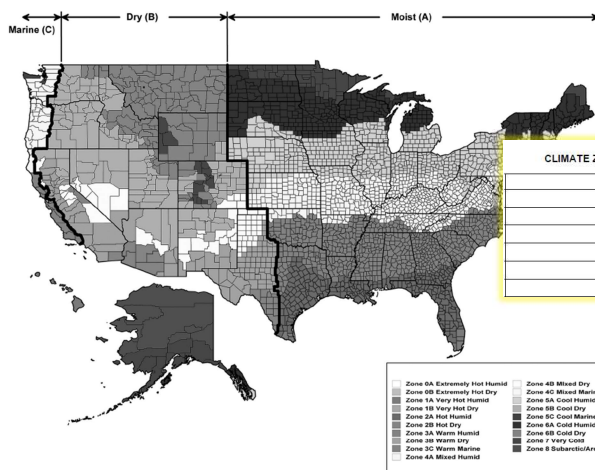 Marine (C)
Dry (B)
Moist (A)
CLIMATE Z
Zone 0A Extremely Hot Humid
Zone 0B Extremely Hot Dry
Zone 1A Very Hot Humid
Zone 1B Very Hot Dry
Zone 2A Hot Humid
Zone 2B Hot Dry
Zone 3A Warm Humid
Zone 3B Warm Dry
Zone 3C Warm Marine
Zone 4A Mixed Humid
Zone 4B Mixed Dry
Zone 4C Mixed Marine
Zone 5A Cool Humid
Zone 5B Cool Dry
Zone 5C Cool Marine
Zone 6A Cold Humid
Zone 6B Cold Dry
Zone 7 Very Cold
Zone 8 Subarctic/Arc